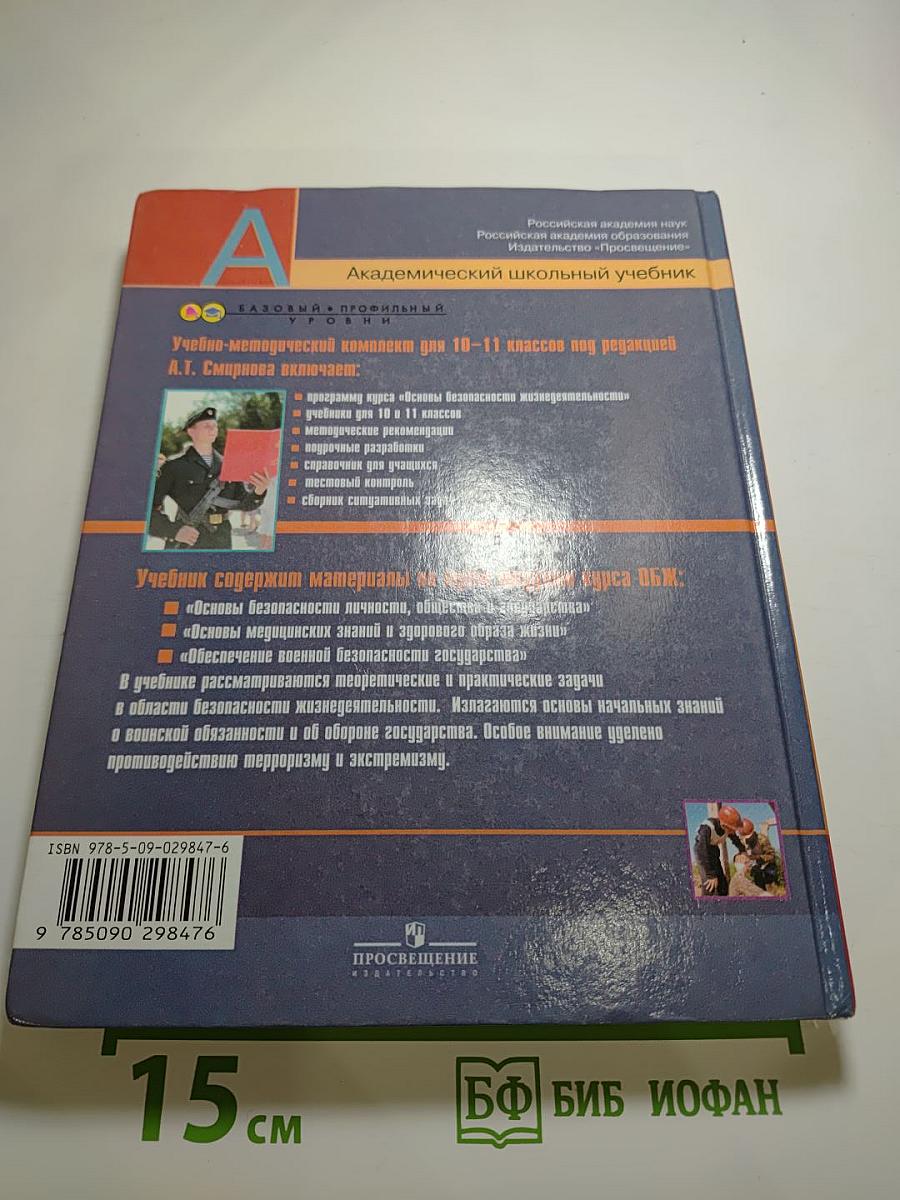 А
Российская академия наук
Российская академия образования
Издательство «Просвещение»
Академический школьный учебник
БАЗОВЫЙ • ПРОФИЛЬНЫЙ
УРОВНИ
Учебно-методический комплект для 10–11 классов под редакцией
А.Т. Смирнова включает:
программу курса «Основы безопасности жизнедеятельности»
учебники для 10 и 11 классов
методические рекомендации
поурочные разработки
справочник для учащихся
тестовый контроль
сборник ситуативных
Учебник содержит материалы курса ОБЖ:
«Основы безопасности личности, общества и государства»
«Основы медицинских знаний и здорового образа жизни»
«Обеспечение военной безопасности государства»
В учебнике рассматриваются теоретические и практические задачи
в области безопасности жизнедеятельности. Излагаются основы начальных знаний
о воинской обязанности и об обороне государства. Особое внимание уделено
противодействию терроризму и экстремизму.
ISBN 978-5-09-029847-6
9 785090 298476
ПРОСВЕЩЕНИЕ
ИЗДАТЕЛЬСТВО
15 см
БФ БИБ ИОФАН